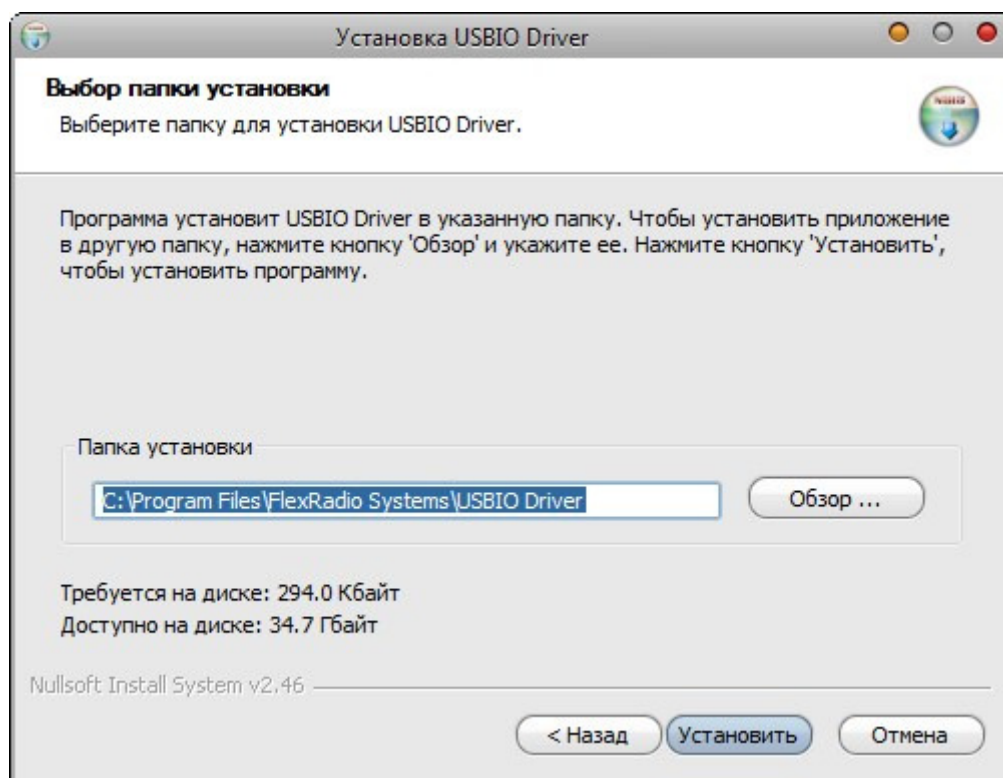 Установка USBIO Driver
Выбор папки установки
Выберите папку для установки USBIO Driver.
Программа установит USBIO Driver в указанную папку. Чтобы установить приложение
в другую папку, нажмите кнопку 'Обзор' и укажите ее. Нажмите кнопку 'Установить',
чтобы установить программу.
Папка установки
C:\Program Files\FlexRadio Systems\USBIO Driver
Обзор ...
Требуется на диске: 294.0 Кбайт
Доступно на диске: 34.7 Гбайт
Nullsoft Install System v2.46
< Назад
Установить
Отмена